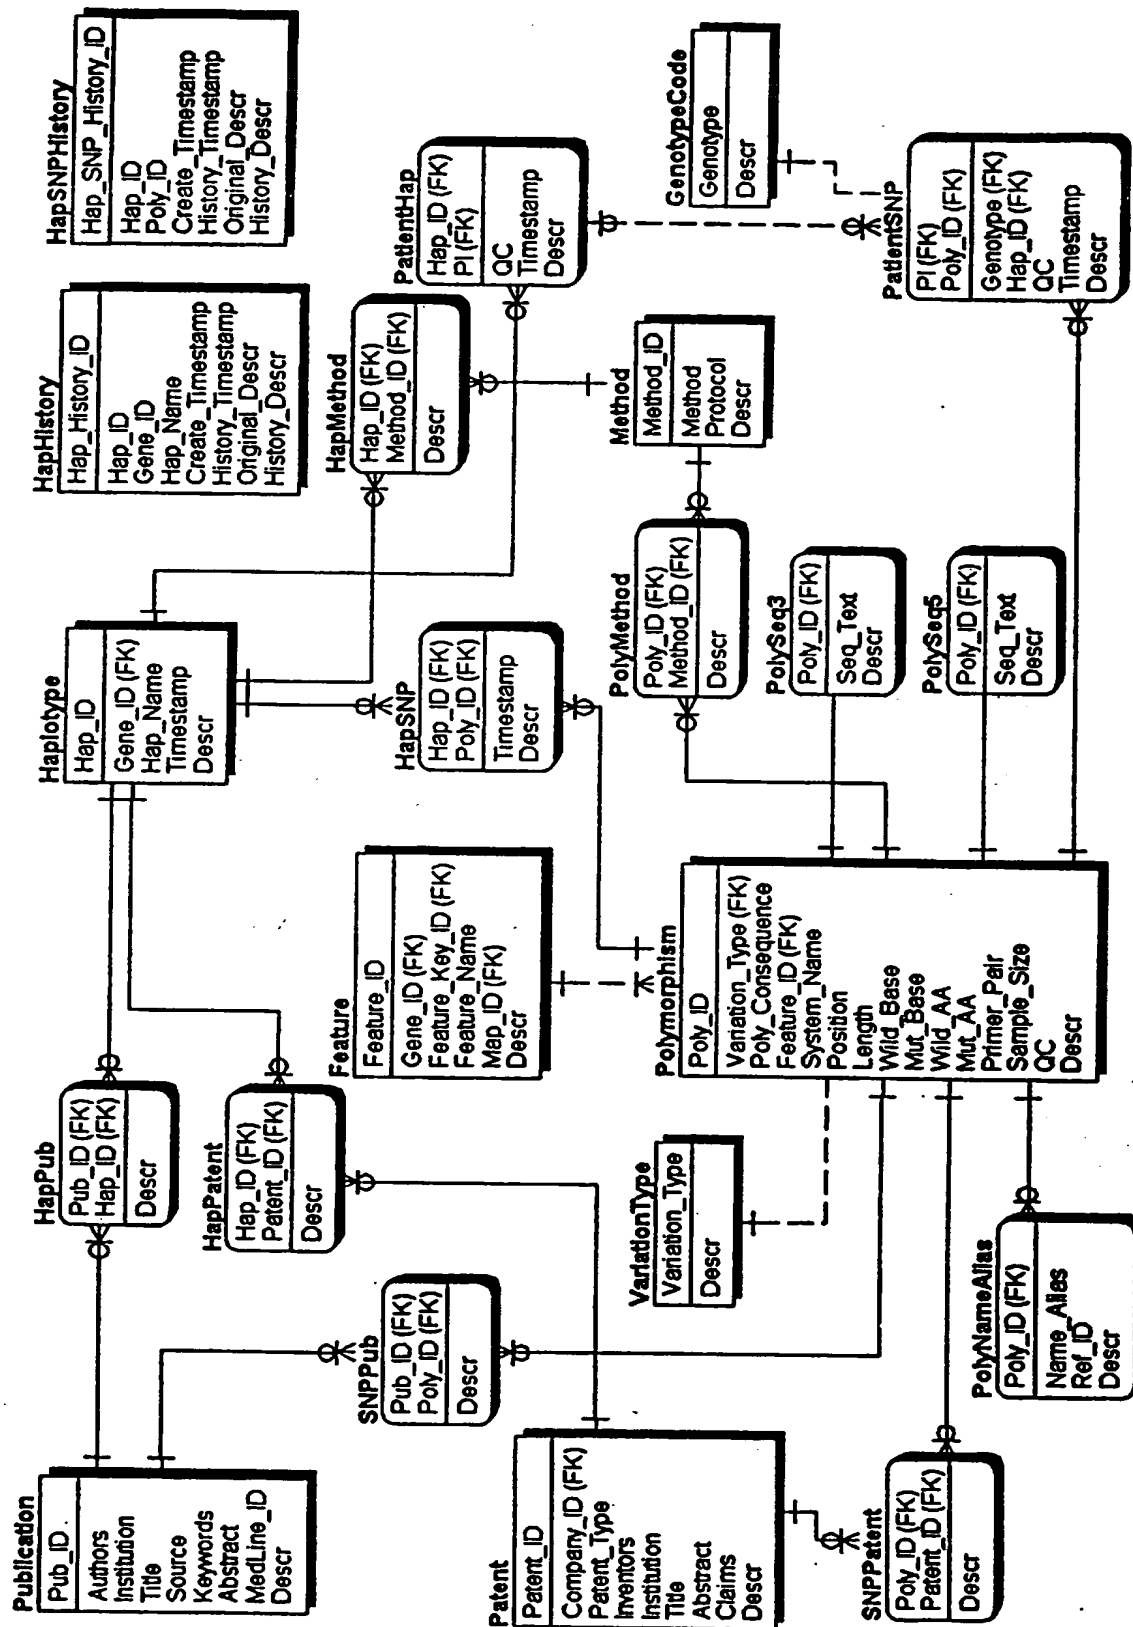 Publication
Pub_ID
Authors
Institution
Title
Source
Keywords
Abstract
MedLine_ID
Descr
HapPub
Pub_ID (FK)
Hap_ID (FK)
Descr
Haplotype
Hap_ID
Gene_ID (FK)
Hap_Name
Timestamp
Descr
HapHistory
Hap_History_ID
Hap_ID
Gene_ID
Hap_Name
Create_Timestamp
History_Timestamp
Original_Descr
History_Descr
HapSNPHistory
Hap_SNP_History_ID
Hap_ID
Poly_ID
Create_Timestamp
History_Timestamp
Original_Descr
History_Descr
HapPatent
Hap_ID (FK)
Patent_ID (FK)
Descr
SNPPub
Pub_ID (FK)
Poly_ID (FK)
Descr
Feature
Feature_ID
Gene_ID (FK)
Feature_Key_ID (FK)
Feature_Name
Map_ID (FK)
Descr
HapSNP
Hap_ID (FK)
Poly_ID (FK)
Timestamp
Descr
HapMethod
Hap_ID (FK)
Method_ID (FK)
Descr
PatientHap
Hap_ID (FK)
PI (FK)
QC
Timestamp
Descr
Patent
Patent_ID
Company_ID (FK)
Patent_Type
Inventors
Institution
Title
Abstract
Claims
Descr
VariationType
Variation_Type
Descr
Polymorphism
Poly_ID
Variation_Type (FK)
Poly_Consequence
Feature_ID (FK)
System_Name
Position
Length
Wild_Base
Mut_Base
Wild_AA
Mut_AA
Primer_Pair
Sample_Size
QC
Descr
PolyMethod
Poly_ID (FK)
Method_ID (FK)
Descr
Method
Method_ID
Method
Protocol
Descr
GenotypeCode
Genotype
Descr
PolySeq3
Poly_ID (FK)
Seq_Text
Descr
PolySeq5
Poly_ID (FK)
Seq_Text
Descr
PatientSNP
PI (FK)
Poly_ID (FK)
Genotype (FK)
Hap_ID (FK)
QC
Timestamp
Descr
SNPPatent
Poly_ID (FK)
Patent_ID (FK)
Descr
PolyNameAlias
Poly_ID (FK)
Name_Alias
Ref_ID
Descr